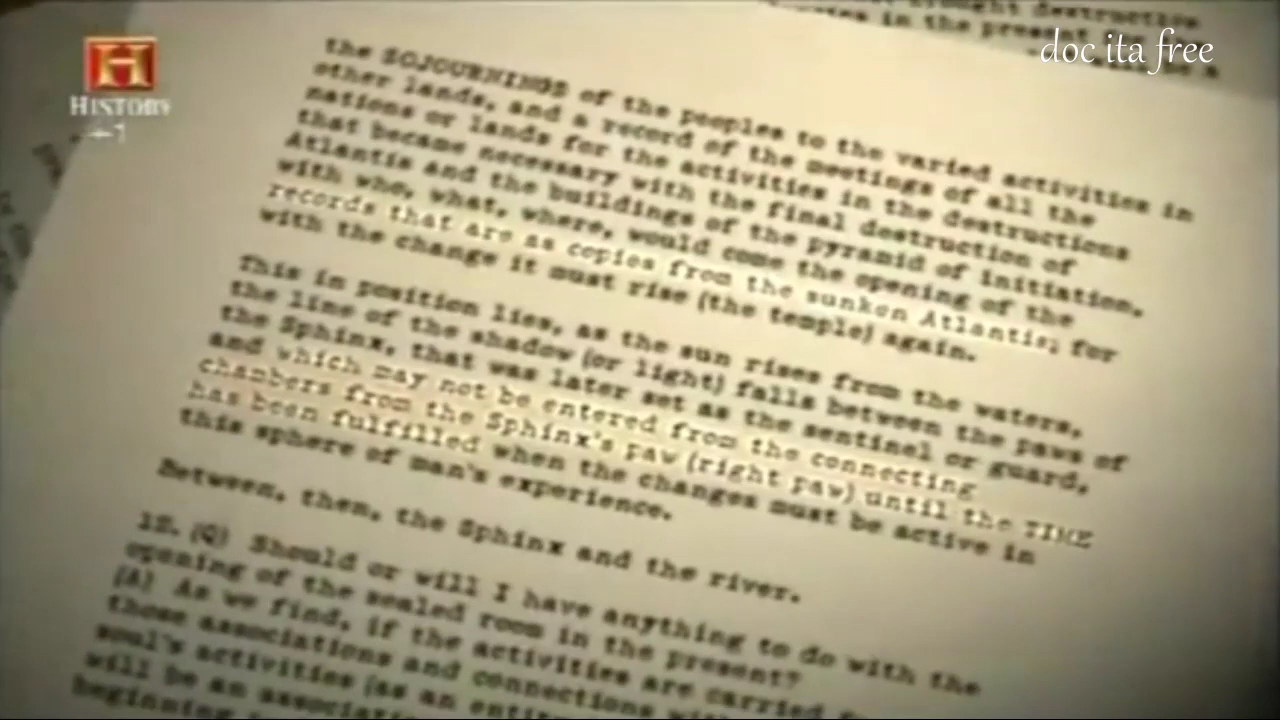 HISTORY
+1
doc ita free
the SOJOURNINGS of the peoples to the varied activities in
other lands, and a record of the meetings of all the
nations or lands for the activities in the destructions
that became necessary with the final destruction of
Atlantis and the buildings of the pyramid of initiation,
with who, what, where, would come the opening of the
records that are as copies from the sunken Atlantis; for
with the change it must rise (the temple) again.
This in position lies, as the sun rises from the waters,
the line of the shadow (or light) falls between the paws of
the Sphinx, that was later set as the sentinel or guard,
and which may not be entered from the connecting
chambers from the Sphinx's paw (right paw) until the TIME
has been fulfilled when the changes must be active in
this sphere of man's experience.
Between, then, the Sphinx and the river.
12. (Q) Should or will I have anything to do with the
opening of the sealed room in the present?
(A) As we find, if the activities are carried
those associations and connections
soul's activities (as an
will be an
beginning